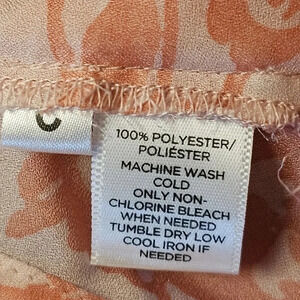 C
100% POLYESTER/
POLIÉSTER
MACHINE WASH
COLD
ONLY NON-
CHLORINE BLEACH
WHEN NEEDED
TUMBLE DRY LOW
COOL IRON IF
NEEDED